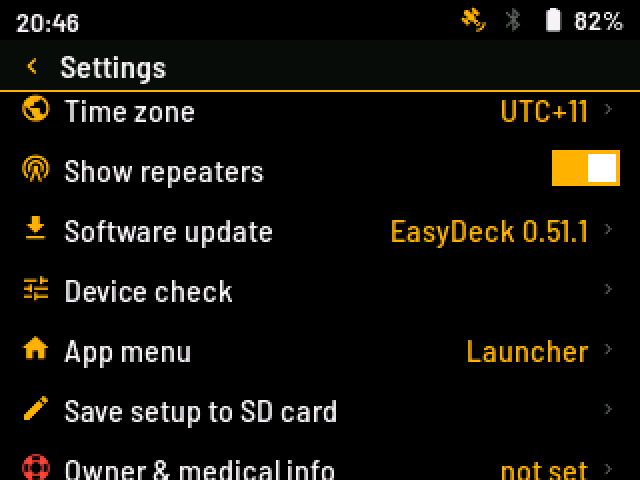 20:46
82%
Settings
Time zone UTC+11
Show repeaters
Software update EasyDeck 0.51.1
Device check
App menu Launcher
Save setup to SD card
Owner & medical info not set